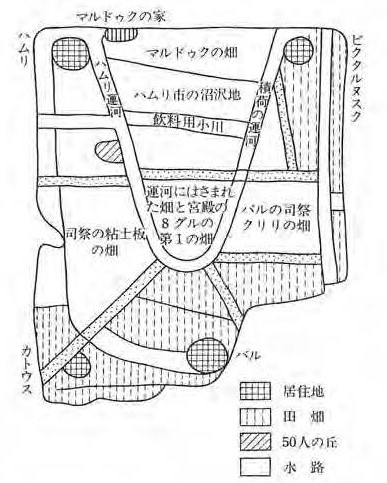 マルドゥクの家
ハムリ
マルドゥクの畑
ピクタルヌスク
ハムリ運河
積荷の運河
ハムリ市の沼沢地
飲料用小川
運河にはさまれ
た畑と宮殿の
8グルの
第1の畑
バルの司祭
クリリの畑
司祭の粘土板
の畑
カトウス
バル
居住地
田畑
50人の丘
水路